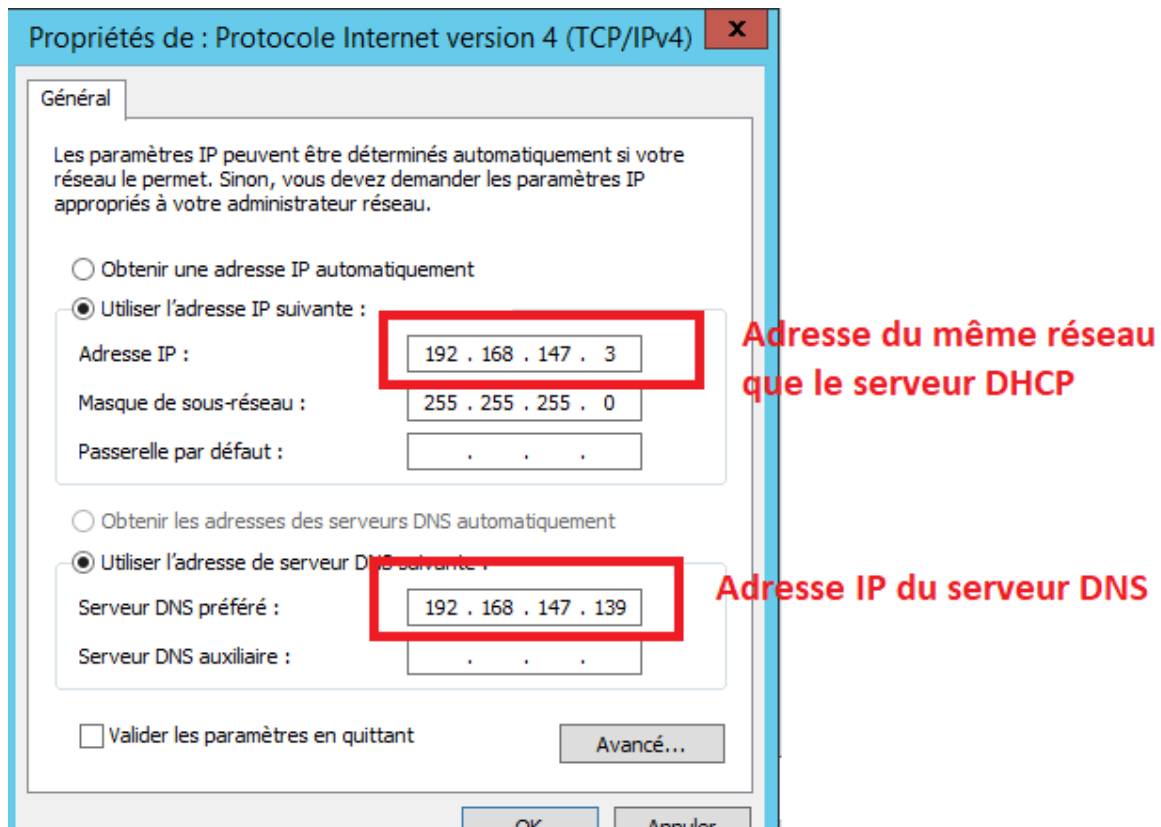 Propriétés de : Protocole Internet version 4 (TCP/IPv4)
x
Général
Les paramètres IP peuvent être déterminés automatiquement si votre
réseau le permet. Sinon, vous devez demander les paramètres IP
appropriés à votre administrateur réseau.
Obtenir une adresse IP automatiquement
Utiliser l'adresse IP suivante :
Adresse IP :
192 . 168 . 147 . 3
Adresse du même réseau
que le serveur DHCP
Masque de sous-réseau :
255 . 255 . 255 . 0
Passerelle par défaut :
. . .
Obtenir les adresses des serveurs DNS automatiquement
Utiliser l'adresse de serveur DNS suivante :
Serveur DNS préféré :
192 . 168 . 147 . 139
Adresse IP du serveur DNS
Serveur DNS auxiliaire :
. . .
Valider les paramètres en quittant
Avancé...
OK
Annuler